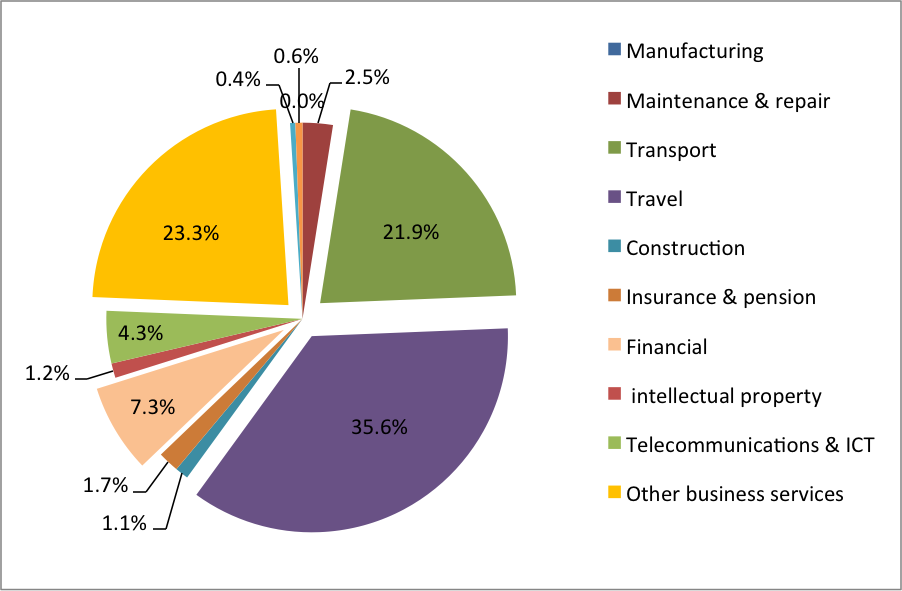 0.6%
0.4%
2.5%
0.0%
23.3%
21.9%
4.3%
1.2%
7.3%
35.6%
1.7%
1.1%
Manufacturing
Maintenance & repair
Transport
Travel
Construction
Insurance & pension
Financial
intellectual property
Telecommunications & ICT
Other business services